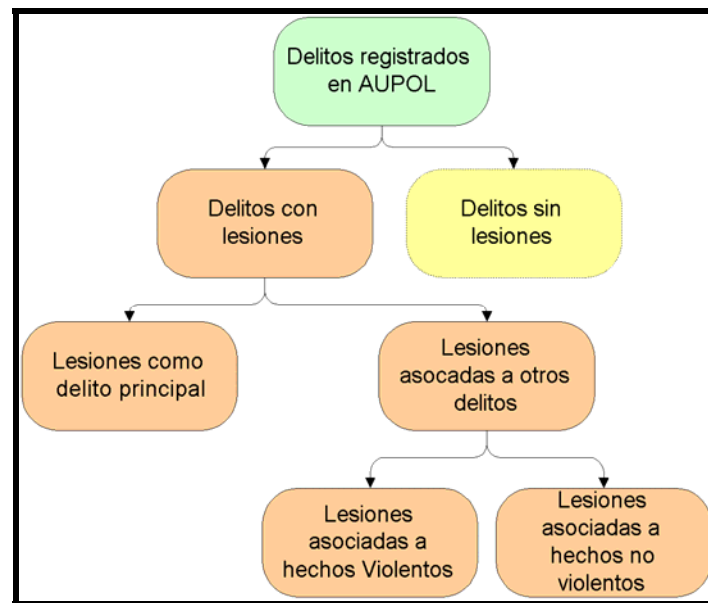 Delitos registrados
en AUPOL
Delitos con
lesiones
Delitos sin
lesiones
Lesiones como
delito principal
Lesiones
asocadas a otros
delitos
Lesiones
asociadas a
hechos Violentos
Lesiones
asociadas a
hechos no
violentos